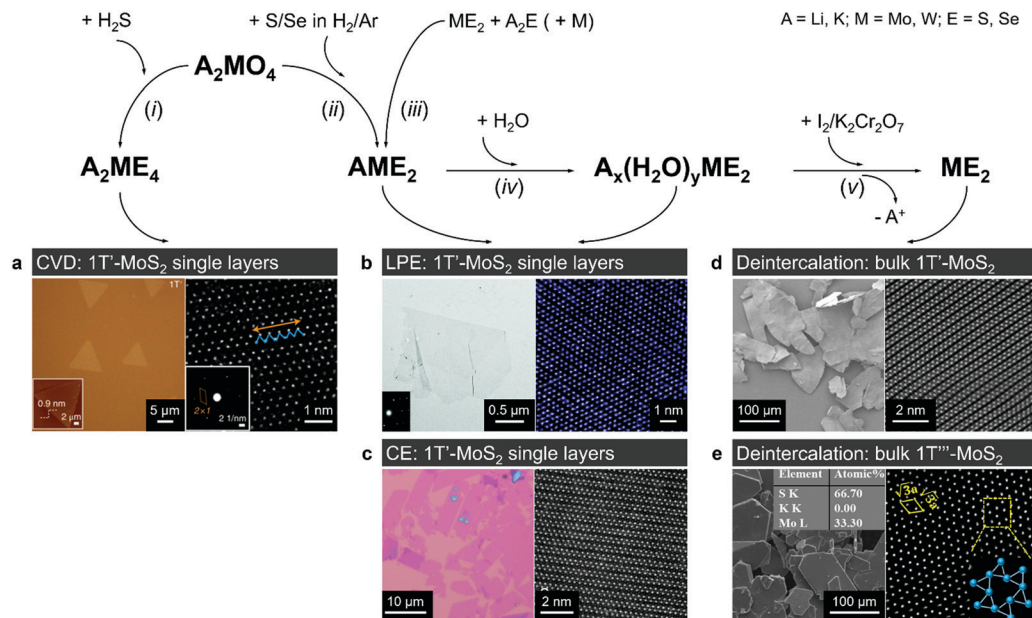 + H₂S
+ S/Se in H₂/Ar
ME₂ + A₂E ( + M)
A = Li, K; M = Mo, W; E = S, Se
A₂MO₄
(i)
(ii)
(iii)
+ H₂O
+ I₂/K₂Cr₂O₇
A₂ME₄
AME₂
(iv)
Aₓ(H₂O)ᵧME₂
(v)
ME₂
- A⁺
a CVD: 1T'-MoS₂ single layers
1T'
0.9 nm
2 μm
5 μm
2×1
2 1/nm
1 nm
b LPE: 1T'-MoS₂ single layers
0.5 μm
1 nm
d Deintercalation: bulk 1T'-MoS₂
100 μm
2 nm
c CE: 1T'-MoS₂ single layers
10 μm
2 nm
e Deintercalation: bulk 1T'''-MoS₂
Element Atomic%
S K 66.70
K K 0.00
Mo L 33.30
100 μm
√3a √3a